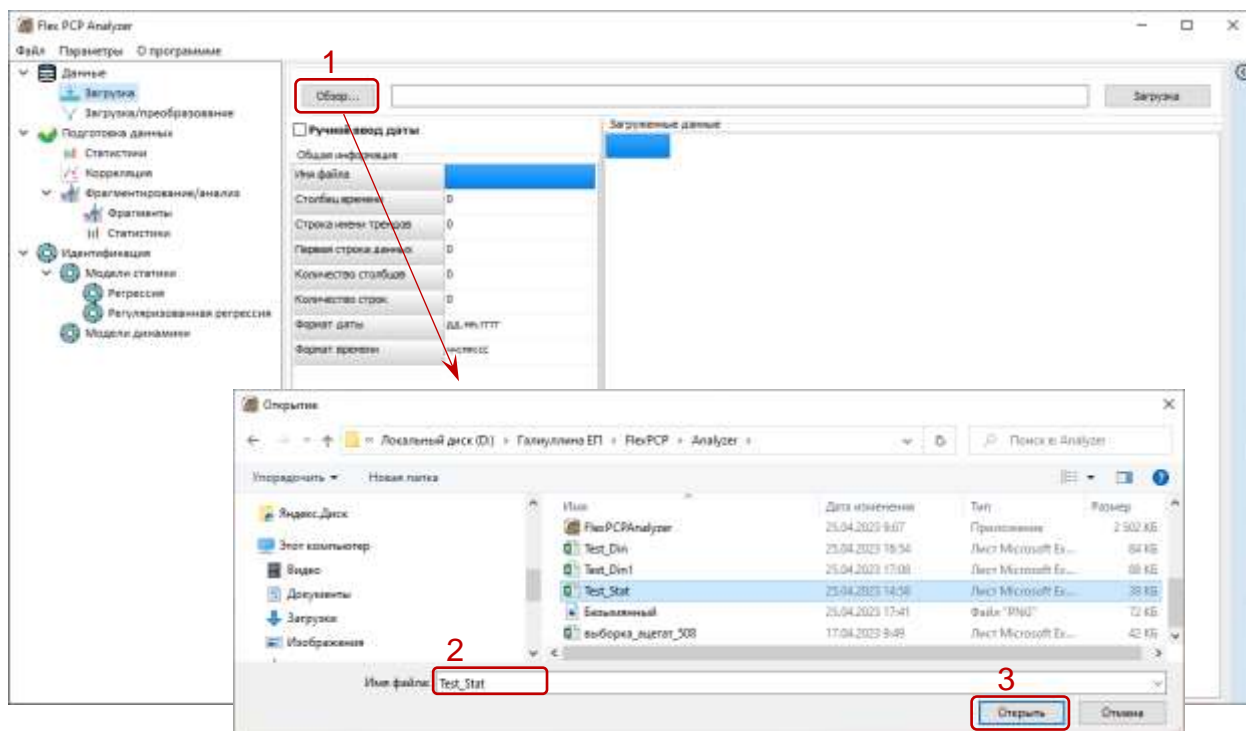 Flex PCP Analyzer
Файл Параметры О программе
Данные
Загрузка
Загрузка/преобразование
Подготовка данных
Статистики
Корреляция
Фрагментирование/анализ
Фрагменты
Статистики
Идентификация
Модели статики
Регрессия
Регуляризованная регрессия
Модели динамики
1
Обзор... Загрузка
Ручной ввод даты
Загруженные данные
Общая информация
Имя файла
Столбец времени 0
Строка имени трендов 0
Первая строка данных 0
Количество столбцов 0
Количество строк 0
Формат даты дд.мм.гггг
Формат времени
Открытие
Локальный диск (D:) Галиуллина ЕП FlexPCP Analyzer Поиск в: Analyzer
Упорядочить Новая папка
Яндекс.Диск
Этот компьютер
Видео
Документы
Загрузки
Изображения
Имя Дата изменения Тип Размер
FlexPCPAnalyzer 25.04.2023 9:07 Приложение 2 502 КБ
Test_Din 25.04.2023 16:54 Лист Microsoft Ex... 84 КБ
Test_Din1 25.04.2023 17:08 Лист Microsoft Ex... 88 КБ
Test_Stat 25.04.2023 14:58 Лист Microsoft Ex... 38 КБ
Безымянный 25.04.2023 17:41 Файл "PNG" 72 КБ
выборка_ацетат_508 17.04.2023 9:49 Лист Microsoft Ex... 42 КБ
2
Имя файла: Test_Stat
3
Открыть Отмена